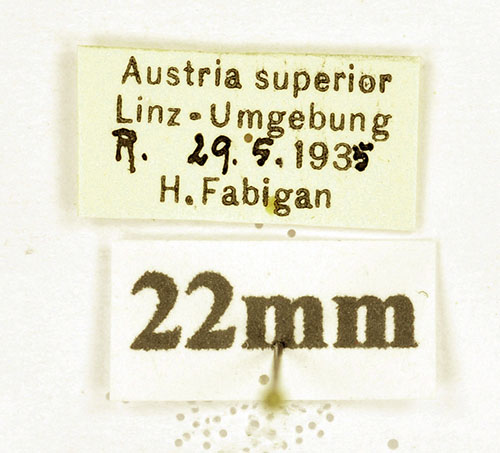 Austria superior
Linz-Umgebung
R. 29.5.1935
H. Fabigan
22mm